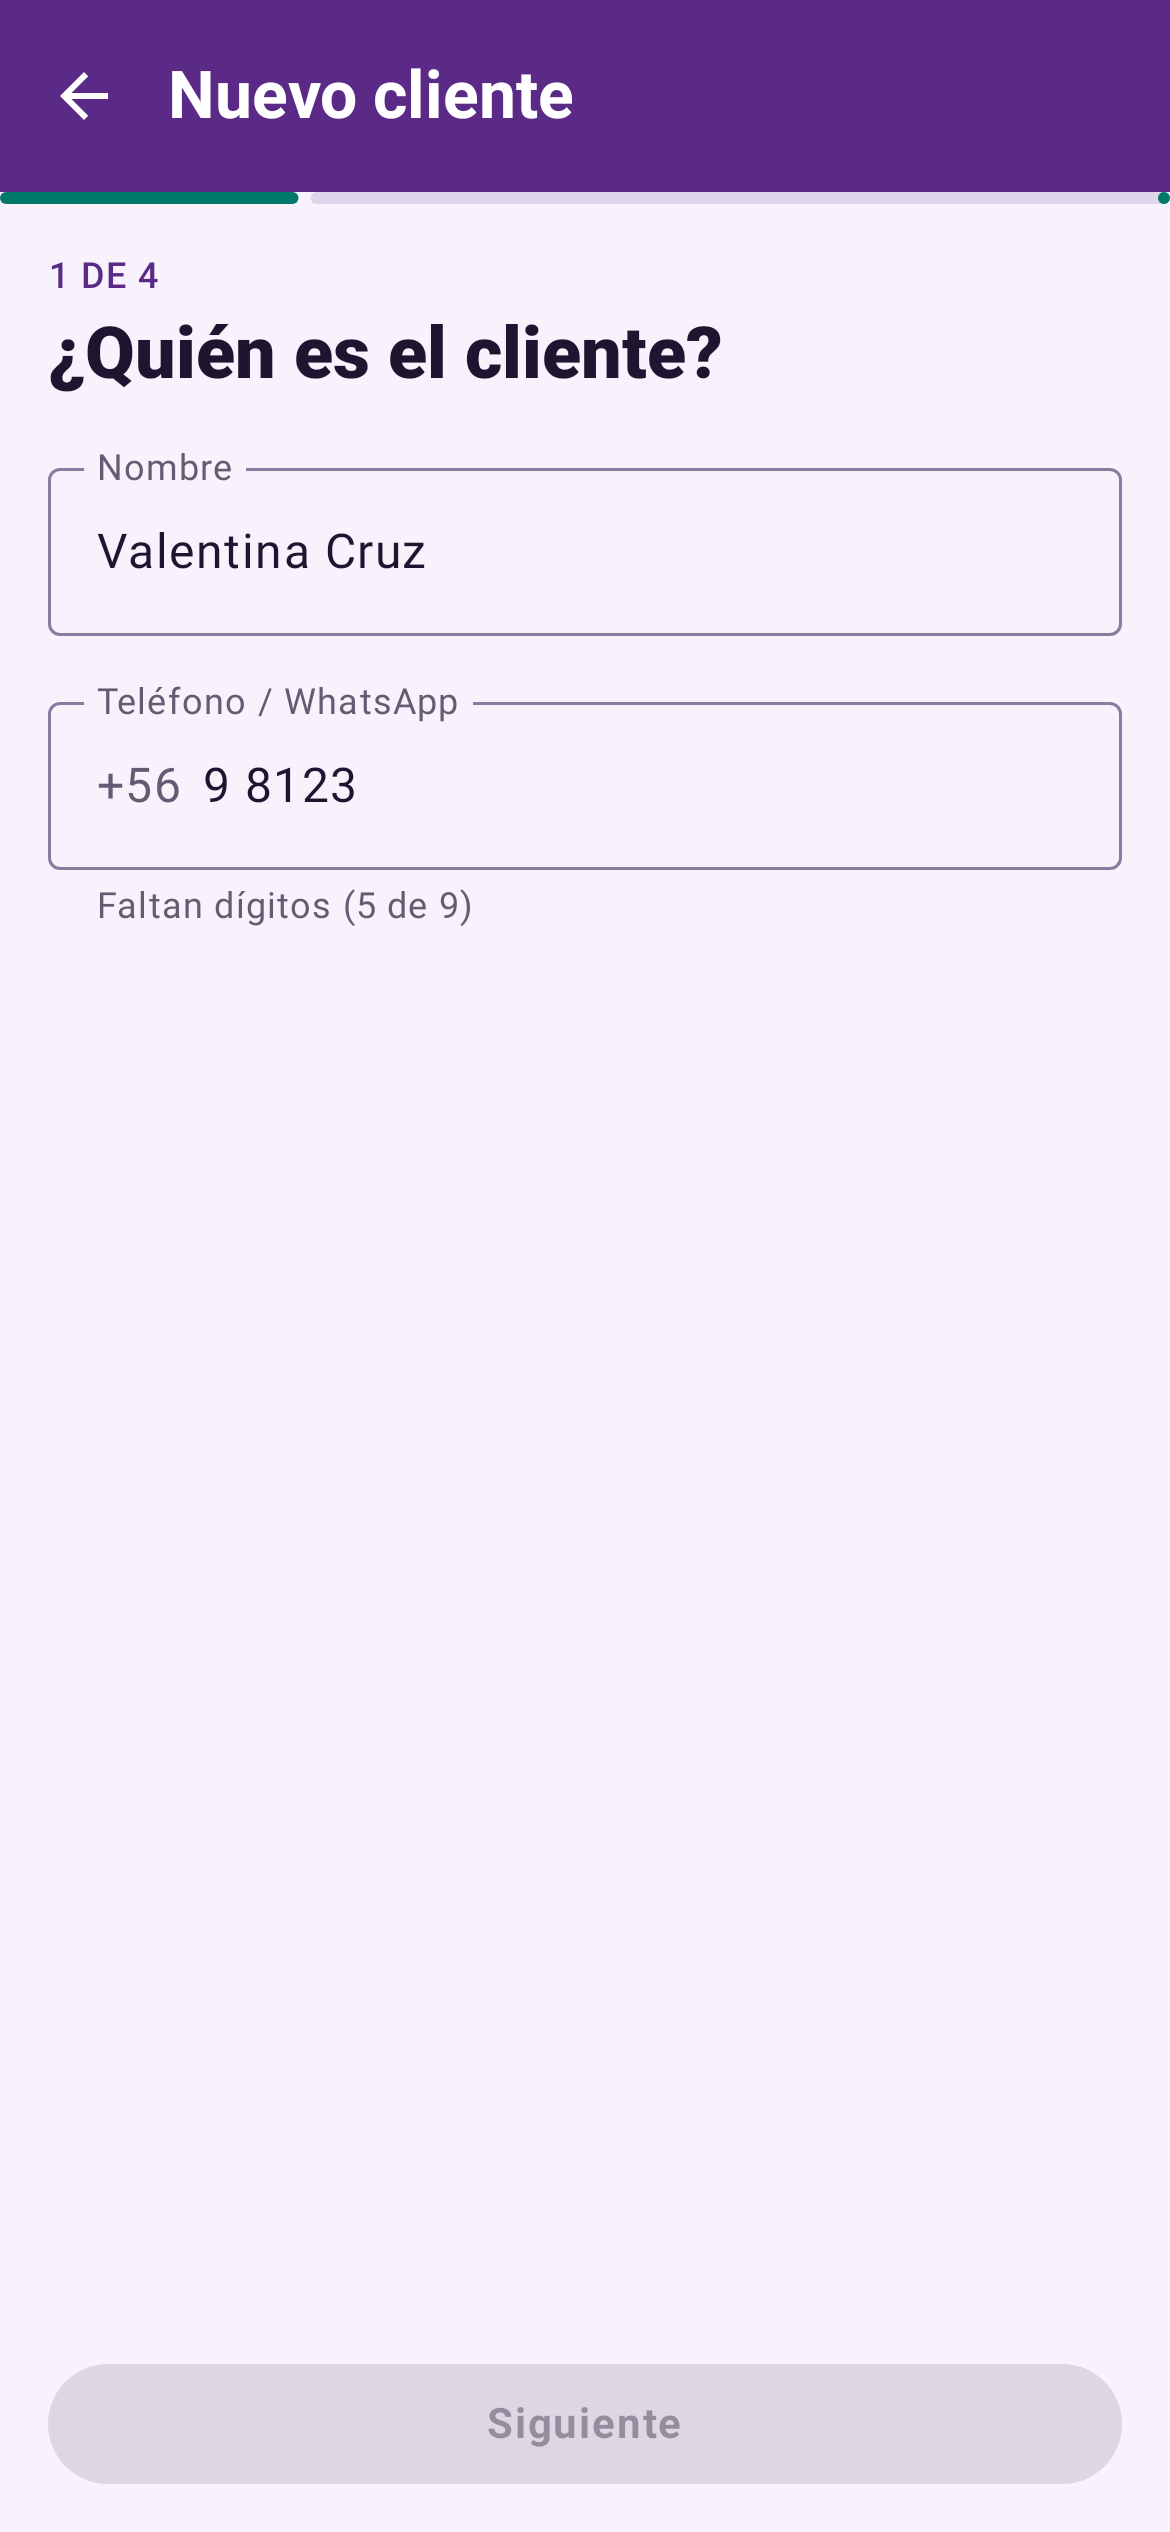 Nuevo cliente
1 DE 4
¿Quién es el cliente?
Nombre
Valentina Cruz
Teléfono / WhatsApp
+56 9 8123
Faltan dígitos (5 de 9)
Siguiente